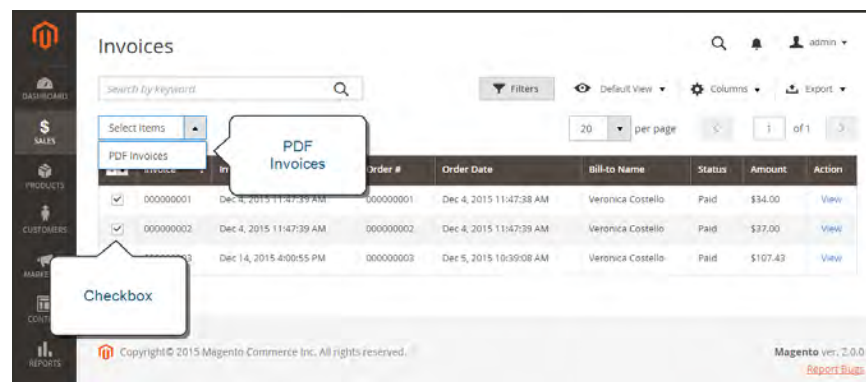 Invoices
admin
DASHBOARD
Search by keyword
Filters
Default View
Columns
Export
$
SALES
Select Items
20
per page
1
of 1
PDF Invoices
PDF
Invoices
PRODUCTS
Invoice
Order #
Order Date
Bill-to Name
Status
Amount
Action
000000001 Dec 4, 2015 11:47:39 AM 000000001 Dec 4, 2015 11:47:38 AM Veronica Costello Paid $34.00 View
CUSTOMERS
000000002 Dec 4, 2015 11:47:39 AM 000000002 Dec 4, 2015 11:47:39 AM Veronica Costello Paid $37.00 View
Dec 14, 2015 4:00:55 PM 000000003 Dec 5, 2015 10:39:08 AM Veronica Costello Paid $107.43 View
Checkbox
REPORTS
Copyright© 2015 Magento Commerce Inc. All rights reserved.
Magento ver. 2.0.0
Report Bugs